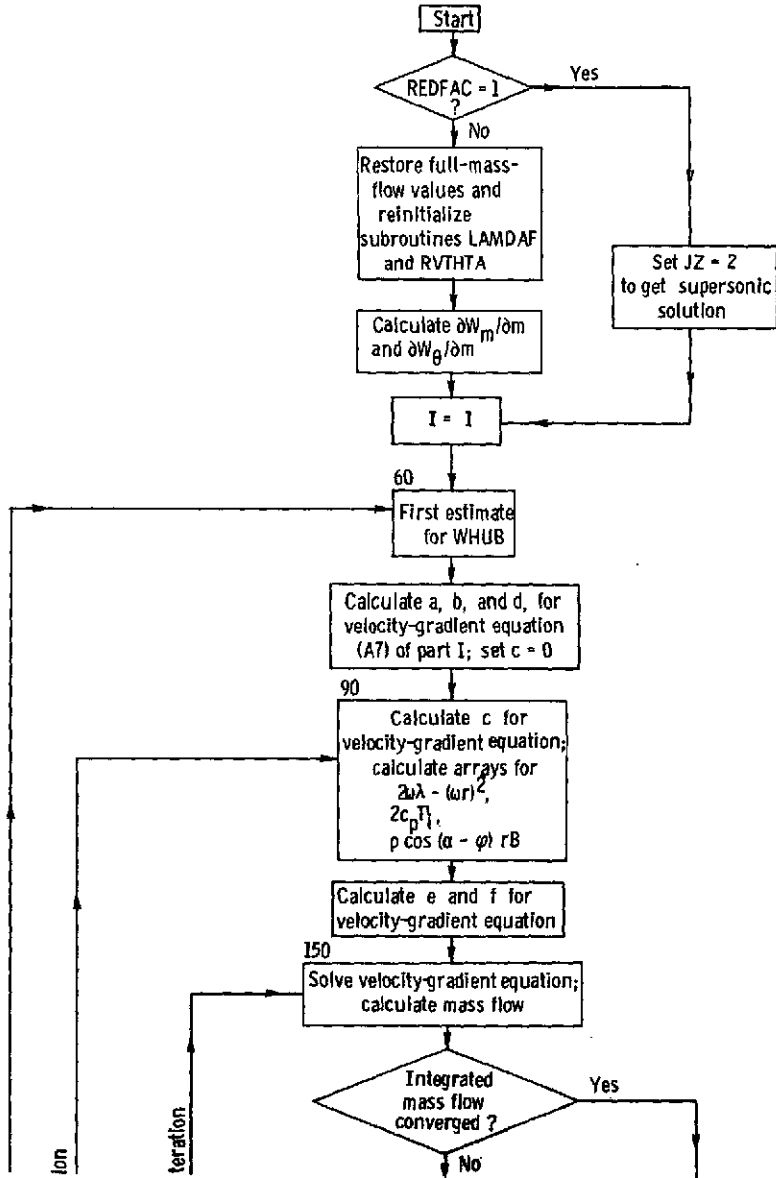 Start
REDFAC = 1
?
Yes
No
Restore full-mass-
flow values and
reinitialize
subroutines LAMDAF
and RVTHTA
Set JZ = 2
to get supersonic
solution
Calculate ∂W_m/∂m
and ∂W_θ/∂m
I = 1
60
First estimate
for WHUB
Calculate a, b, and d, for
velocity-gradient equation
(A7) of part I; set c = 0
90
Calculate c for
velocity-gradient equation;
calculate arrays for
2ωλ - (ωr)²,
2c_pT'_i,
ρ cos (α - φ) rB
Calculate e and f for
velocity-gradient equation
150
Solve velocity-gradient equation;
calculate mass flow
Integrated
mass flow
converged ?
Yes
No
ion
teration